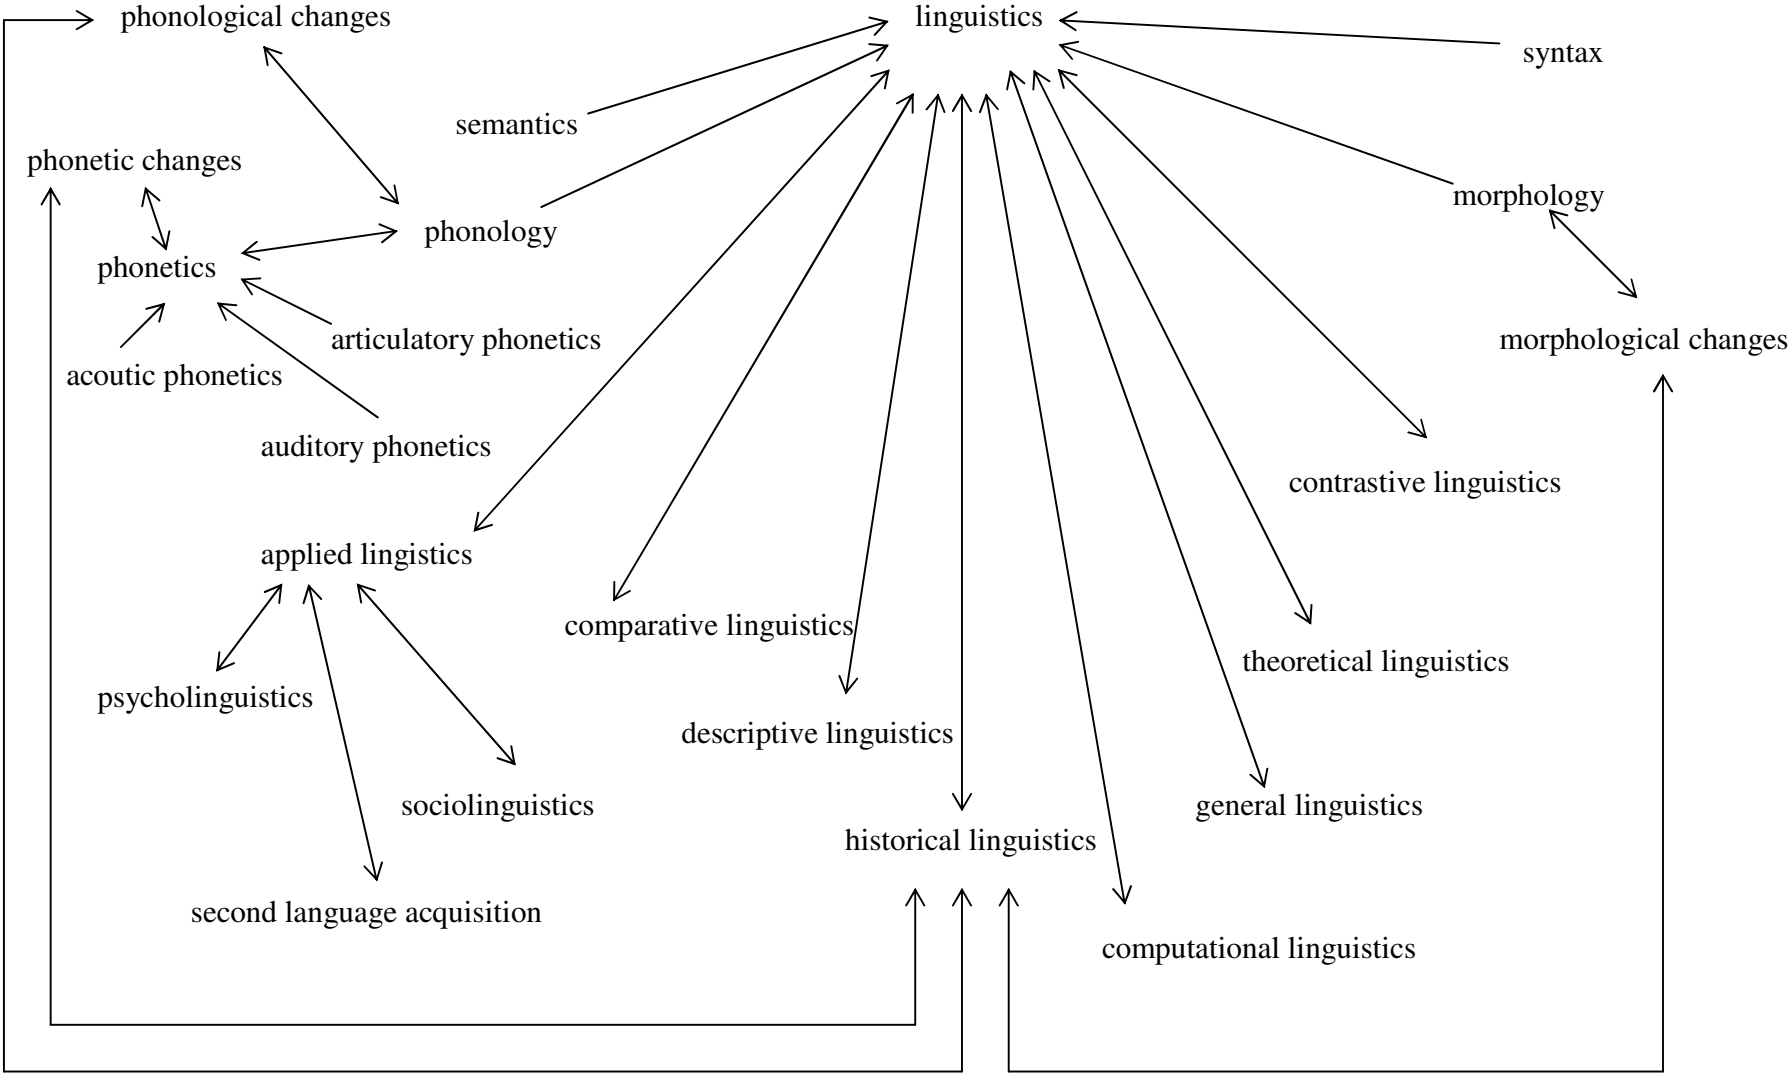 phonological changes
linguistics
syntax
semantics
phonetic changes
morphology
phonology
phonetics
articulatory phonetics
morphological changes
acoutic phonetics
auditory phonetics
contrastive linguistics
applied lingistics
comparative linguistics
theoretical linguistics
psycholinguistics
descriptive linguistics
sociolinguistics
general linguistics
historical linguistics
second language acquisition
computational linguistics